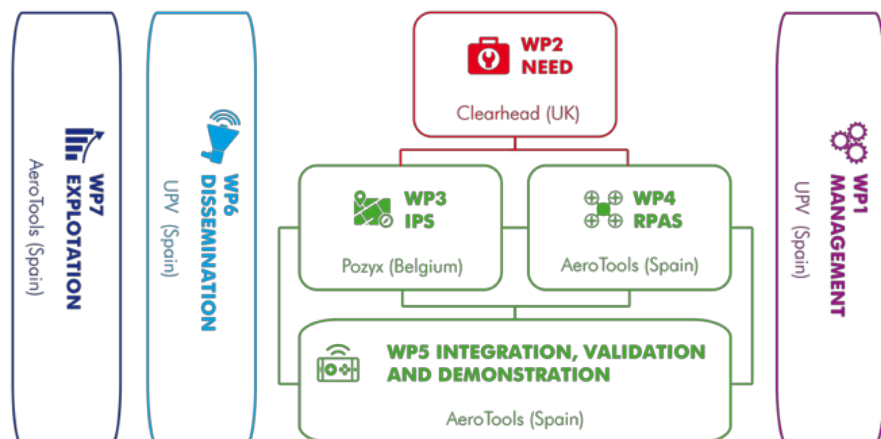 WP7
EXPLOTATION
AeroTools (Spain)
WP6
DISSEMINATION
UPV (Spain)
WP2
NEED
Clearhead (UK)
WP3
IPS
Pozyx (Belgium)
WP4
RPAS
AeroTools (Spain)
WP5 INTEGRATION, VALIDATION
AND DEMONSTRATION
AeroTools (Spain)
WP1
MANAGEMENT
UPV (Spain)